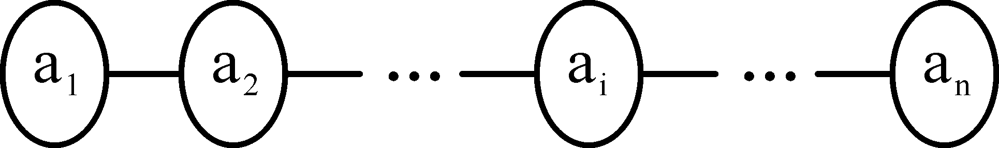 a₁ a₂ ... aᵢ ... aₙ